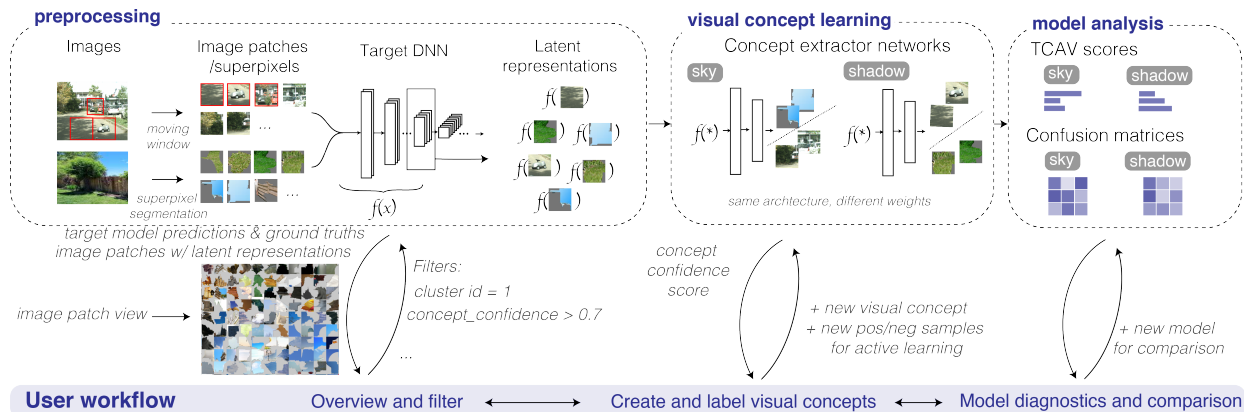 preprocessing
Images
Image patches
/superpixels
Target DNN
Latent
representations
moving
window
...
superpixel
segmentation
...
f(x)
f( )
f( ) f( )
f( ) f( )
f( )
visual concept learning
Concept extractor networks
sky
shadow
f(*)
f(*)
same archtecture, different weights
model analysis
TCAV scores
sky
shadow
Confusion matrices
sky
shadow
target model predictions & ground truths
image patches w/ latent representations
image patch view
Filters:
cluster id = 1
concept_confidence > 0.7
...
concept
confidence
score
+ new visual concept
+ new pos/neg samples
for active learning
+ new model
for comparison
User workflow
Overview and filter
Create and label visual concepts
Model diagnostics and comparison